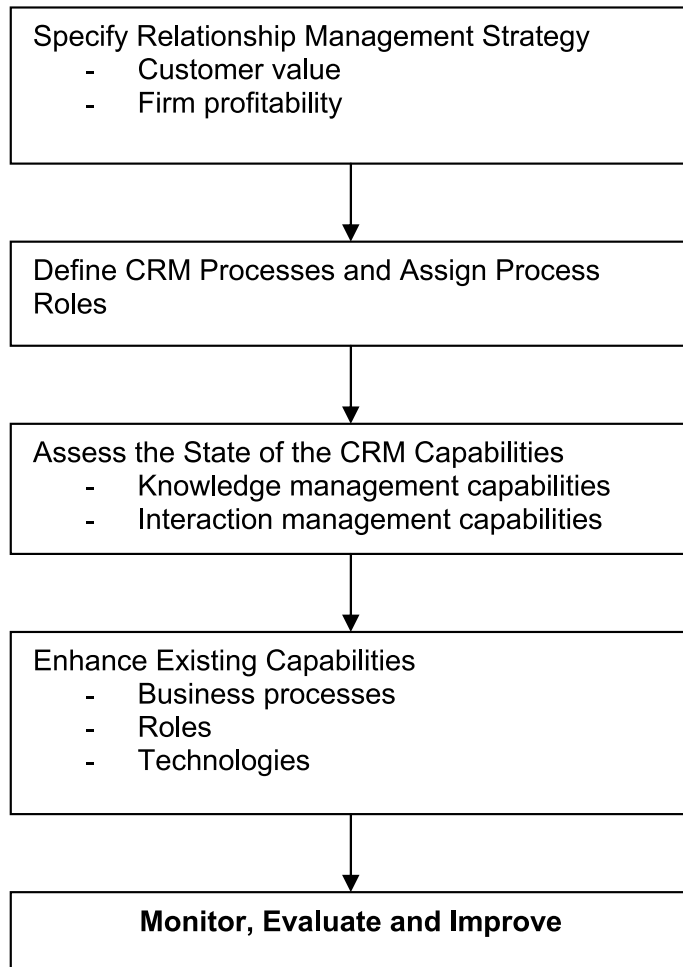 Specify Relationship Management Strategy
- Customer value
- Firm profitability
Define CRM Processes and Assign Process
Roles
Assess the State of the CRM Capabilities
- Knowledge management capabilities
- Interaction management capabilities
Enhance Existing Capabilities
- Business processes
- Roles
- Technologies
Monitor, Evaluate and Improve